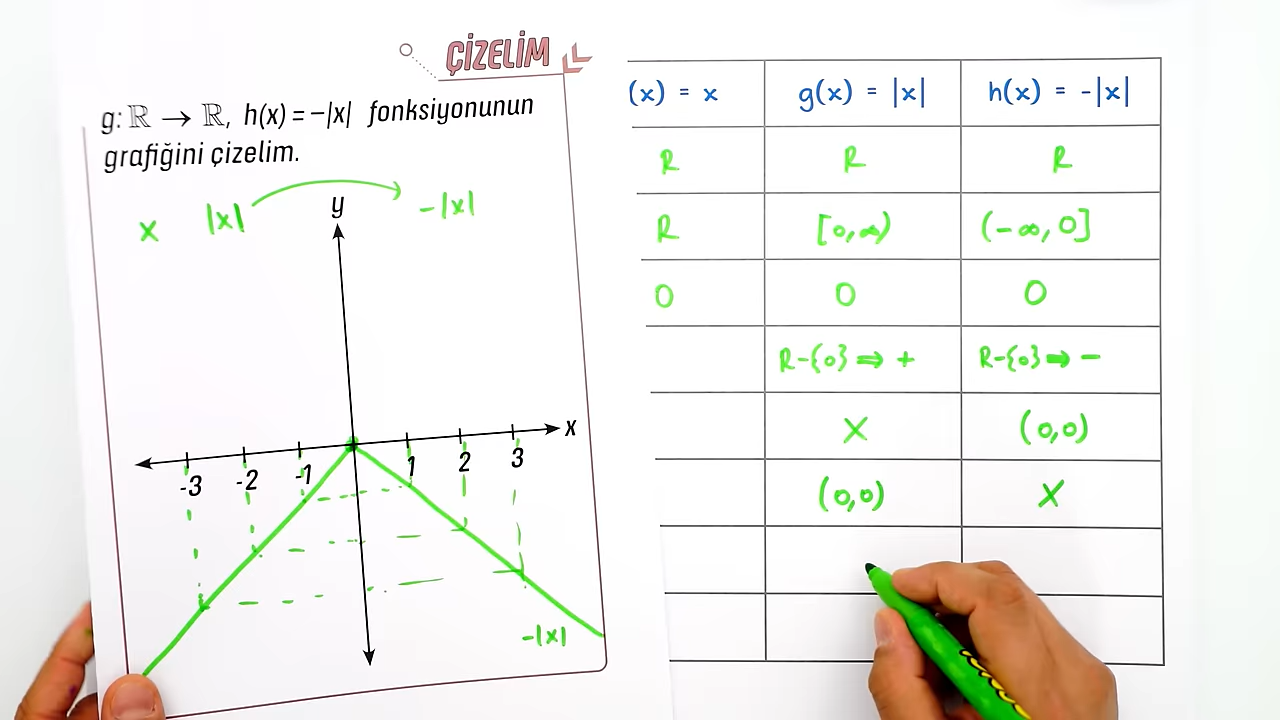 ÇİZELİM
g: ℝ → ℝ, h(x) = −|x| fonksiyonunun
grafiğini çizelim.
x |x| -|x|
y
x
-3 -2 -1 1 2 3
-|x|
(x) = x g(x) = |x| h(x) = -|x|
R R R
R [0,∞) (-∞,0]
0 0 0
R-{0} ⇒ + R-{0} ⇒ -
X (0,0)
(0,0) X